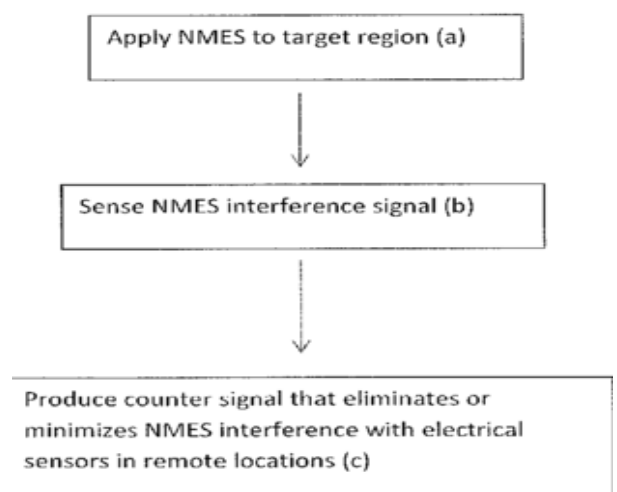 Apply NMES to target region (a)
Sense NMES interference signal (b)
Produce counter signal that eliminates or
minimizes NMES interference with electrical
sensors in remote locations (c)